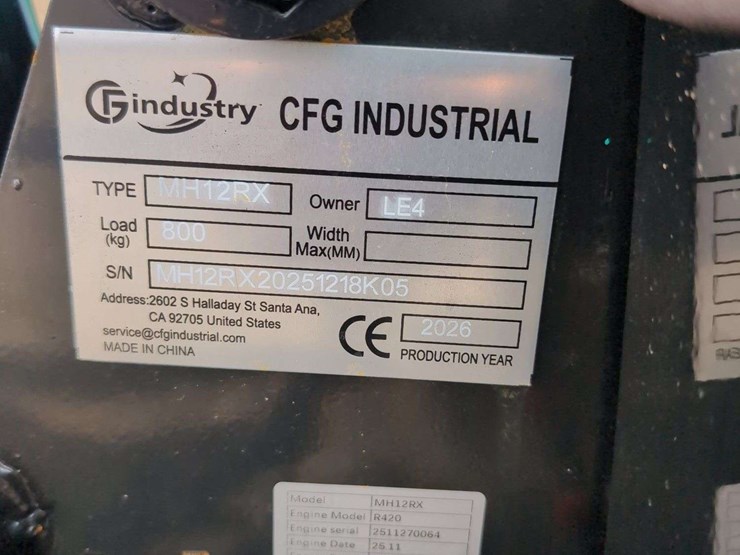 Gindustry CFG INDUSTRIAL
TYPE MH12RX Owner LE4
Load (kg) 800 Width Max(MM)
S/N MH12RX20251218K05
Address:2602 S Halladay St Santa Ana,
CA 92705 United States
service@cfgindustrial.com
MADE IN CHINA
CE 2026
PRODUCTION YEAR
Model MH12RX
Engine Model R420
Engine serial 2511270064
Engine Date 25.11